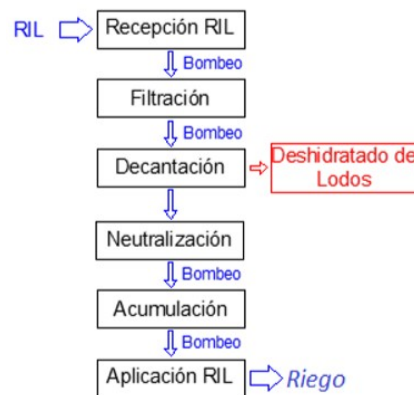 RIL
Recepción RIL
Bombeo
Filtración
Bombeo
Decantación
Deshidratado de
Lodos
Neutralización
Bombeo
Acumulación
Bombeo
Aplicación RIL
Riego